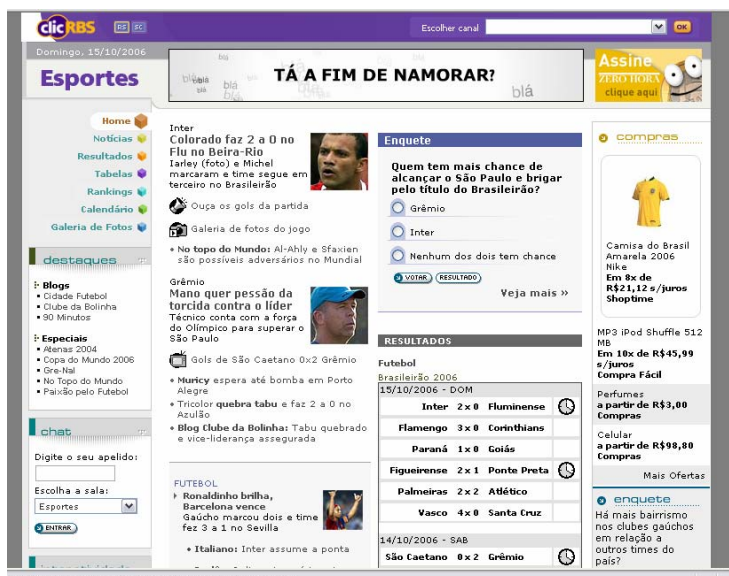 clicRBS
RS
SC
Escolher canal
OK
Domingo, 15/10/2006
Esportes
blá
blá
blá
blá
TÁ A FIM DE NAMORAR?
blá
Assine
ZERO HORA
clique aqui
Home
Notícias
Resultados
Tabelas
Rankings
Calendário
Galeria de Fotos
destaques
Blogs
Cidade Futebol
Clube da Bolinha
90 Minutos
Especiais
Atenas 2004
Copa do Mundo 2006
Gre-Nal
No Topo do Mundo
Paixão pelo Futebol
chat
Digite o seu apelido:
Escolha a sala:
Esportes
ENTRAR
Inter
Colorado faz 2 a 0 no
Flu no Beira-Rio
Iarley (foto) e Michel
marcaram e time segue em
terceiro no Brasileirão
Ouça os gols da partida
Galeria de fotos do jogo
• No topo do Mundo: Al-Ahly e Sfaxien
são possíveis adversários no Mundial
Grêmio
Mano quer pessão da
torcida contra o líder
Técnico conta com a força
do Olímpico para superar o
São Paulo
Gols de São Caetano 0x2 Grêmio
• Muricy espera até bomba em Porto
Alegre
• Tricolor quebra tabu e faz 2 a 0 no
Azulão
• Blog Clube da Bolinha: Tabu quebrado
e vice-liderança assegurada
FUTEBOL
Ronaldinho brilha,
Barcelona vence
Gaúcho marcou dois e time
fez 3 a 1 no Sevilla
• Italiano: Inter assume a ponta
Enquete
Quem tem mais chance de
alcançar o São Paulo e brigar
pelo título do Brasileirão?
Grêmio
Inter
Nenhum dos dois tem chance
VOTAR
RESULTADO
Veja mais »
RESULTADOS
Futebol
Brasileirão 2006
15/10/2006 - DOM
Inter 2 x 0 Fluminense
Flamengo 3 x 0 Corinthians
Paraná 1 x 0 Goiás
Figueirense 2 x 1 Ponte Preta
Palmeiras 2 x 2 Atlético
Vasco 4 x 0 Santa Cruz
14/10/2006 - SAB
São Caetano 0 x 2 Grêmio
compras
Camisa do Brasil
Amarela 2006
Nike
Em 8x de
R$21,12 s/juros
Shoptime
MP3 iPod Shuffle 512
MB
Em 10x de R$45,99
s/juros
Compra Fácil
Perfumes
a partir de R$3,00
Compras
Celular
a partir de R$98,80
Compras
Mais Ofertas
enquete
Há mais bairrismo
nos clubes gaúchos
em relação a
outros times do
país?